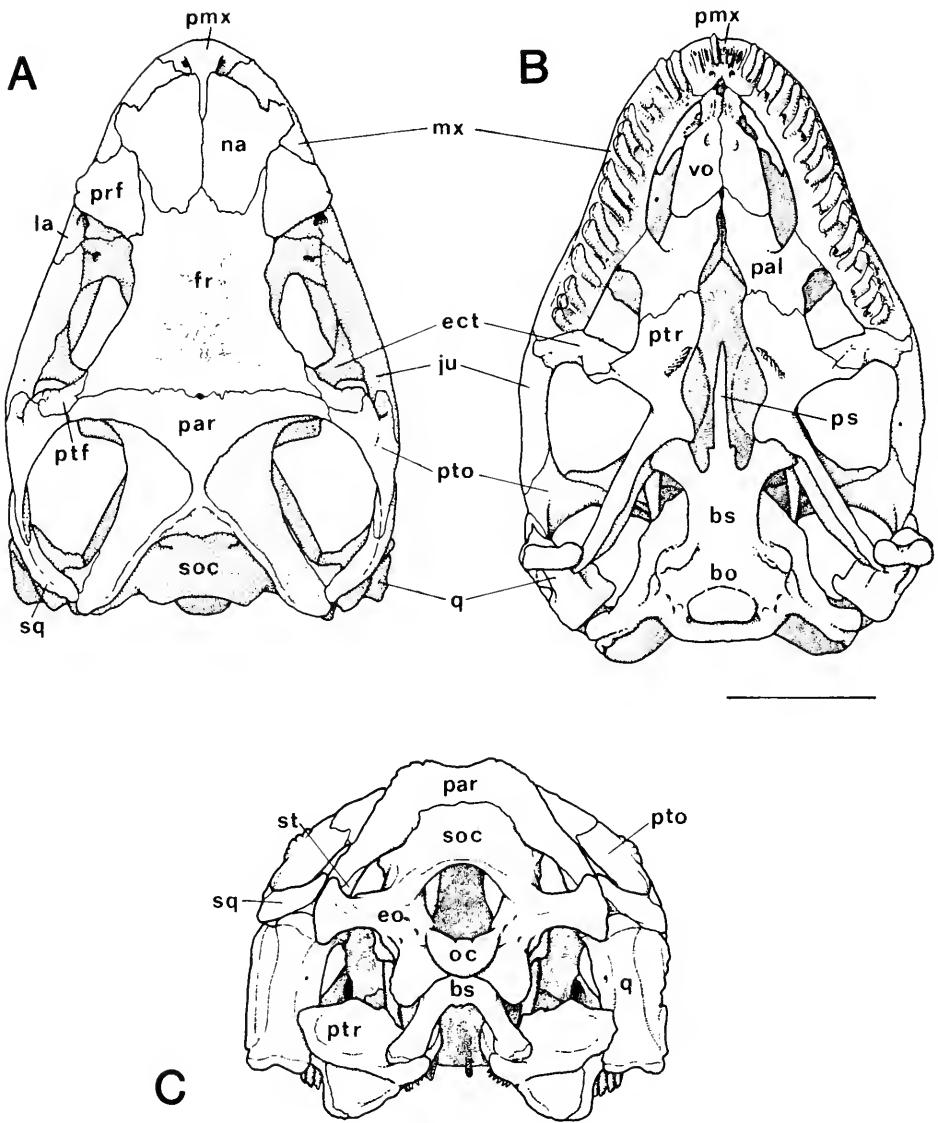 pmx
A
na
mx
prf
la
fr
ect
ju
par
ptf
pto
soc
q
sq
pmx
B
vo
pal
ptr
ps
bs
bo
par
st
soc
pto
sq
eo
oc
bs
q
ptr
C